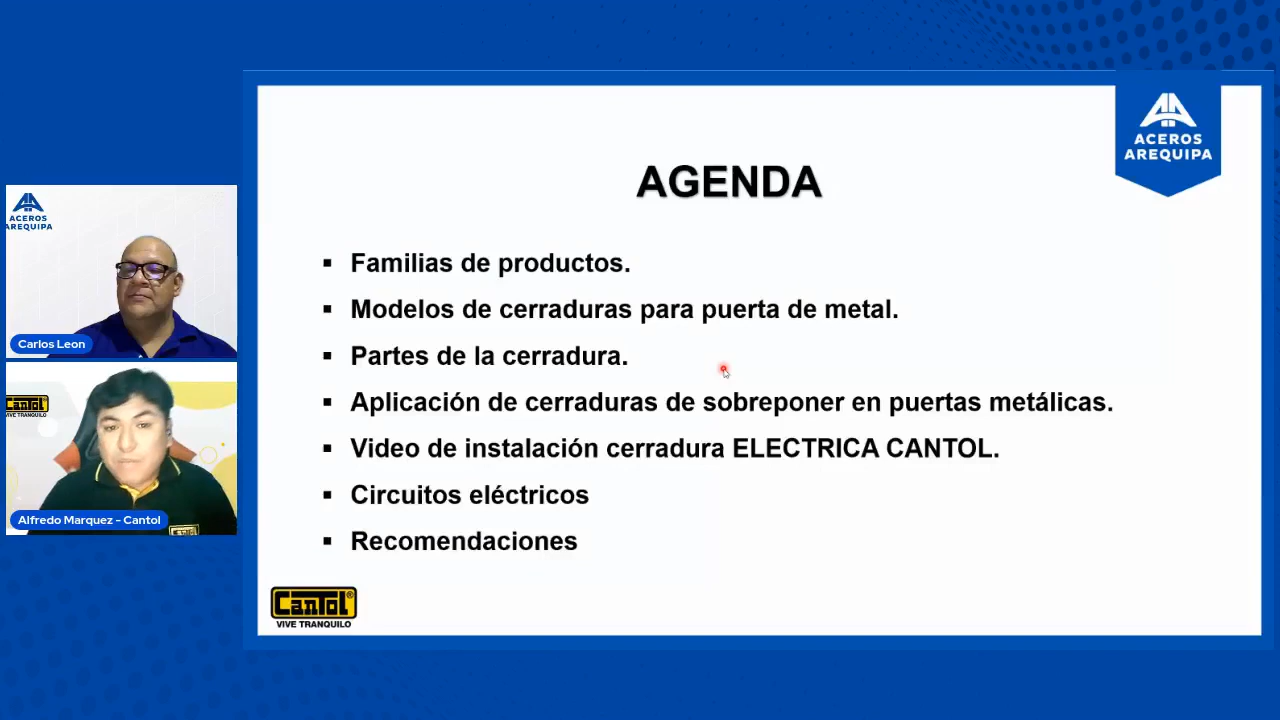 ACEROS
AREQUIPA
AGENDA
▪ Familias de productos.
▪ Modelos de cerraduras para puerta de metal.
▪ Partes de la cerradura.
▪ Aplicación de cerraduras de sobreponer en puertas metálicas.
▪ Video de instalación cerradura ELECTRICA CANTOL.
▪ Circuitos eléctricos
▪ Recomendaciones
CanTol®
VIVE TRANQUILO
ACEROS
AREQUIPA
Carlos Leon
CanTol
VIVE TRANQUILO
CanTol
Alfredo Marquez - Cantol